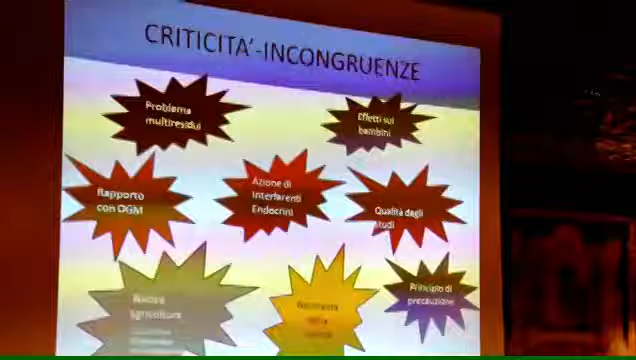 CRITICITA'-INCONGRUENZE
Problema
multiresidui
Effetti sui
bambini
Rapporto
con OGM
Azione di
Interferenti
Endocrini
Qualità degli
studi
Principio di
precauzione
agricoltura